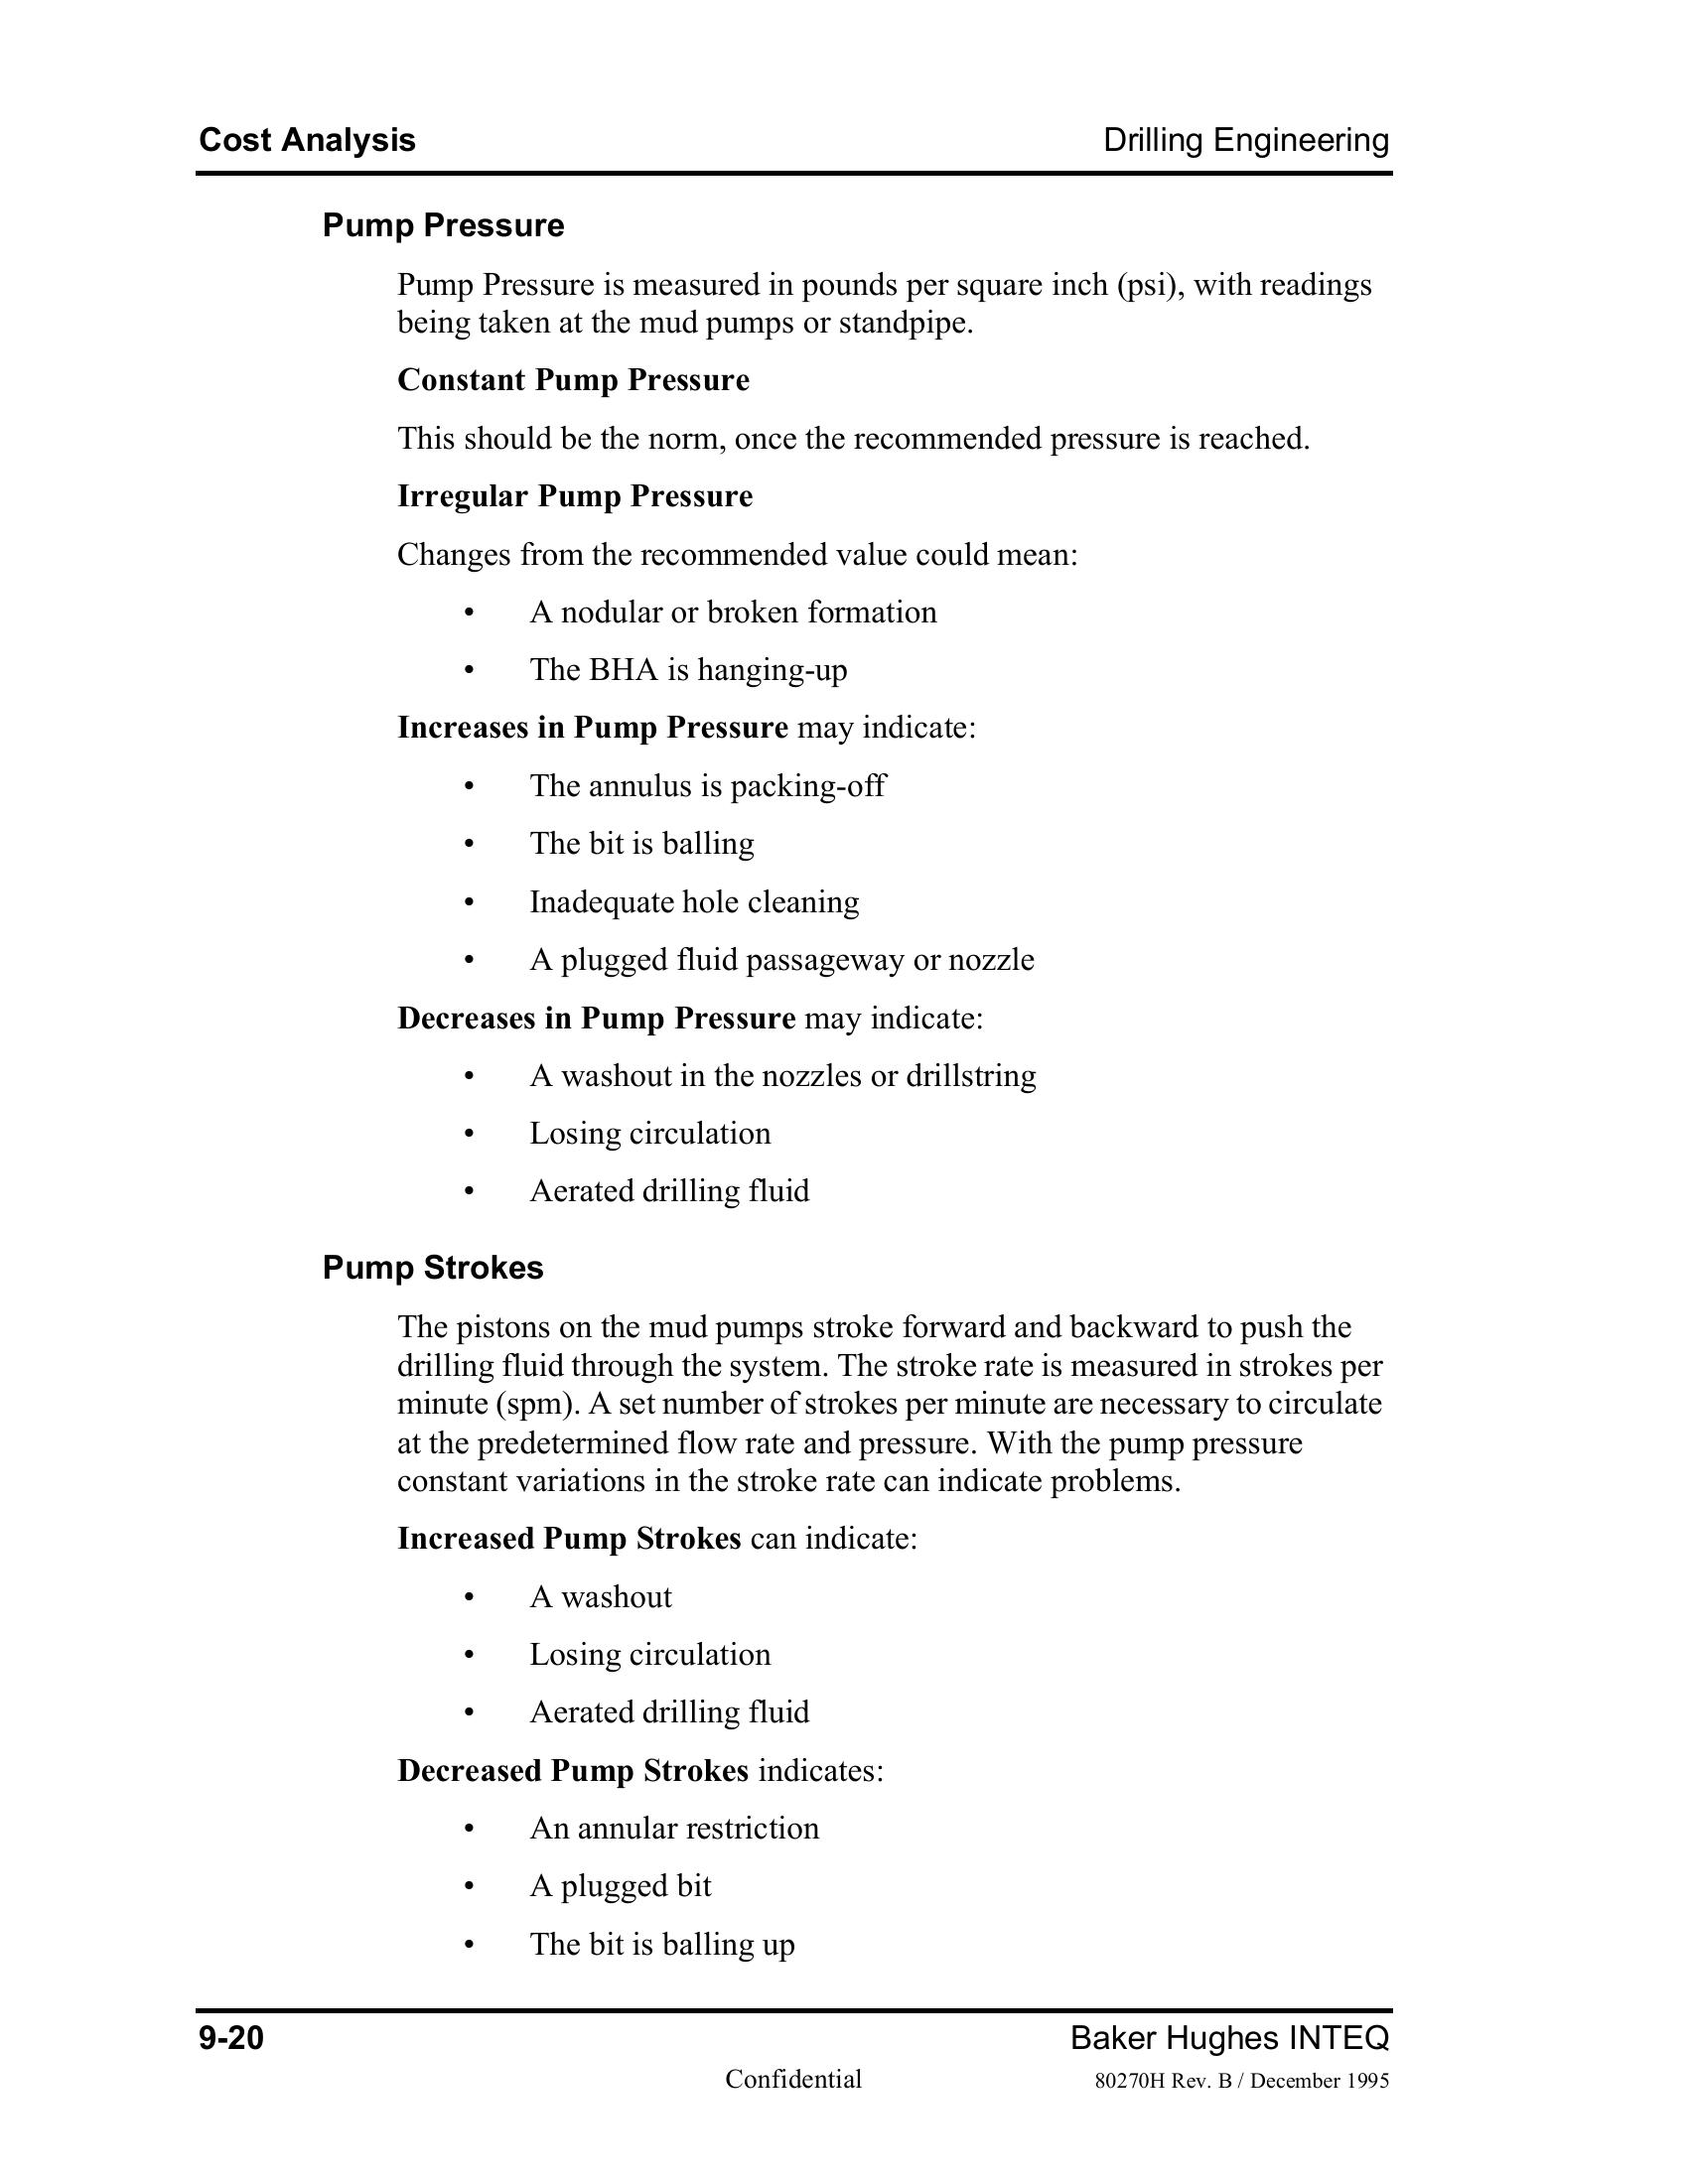 Cost Analysis Drilling Engineering
Pump Pressure
Pump Pressure is measured in pounds per square inch (psi), with readings
being taken at the mud pumps or standpipe.
Constant Pump Pressure
This should be the norm, once the recommended pressure is reached.
Irregular Pump Pressure
Changes from the recommended value could mean:
• A nodular or broken formation
• The BHA is hanging-up
Increases in Pump Pressure may indicate:
• The annulus is packing-off
• The bit is balling
• Inadequate hole cleaning
• A plugged fluid passageway or nozzle
Decreases in Pump Pressure may indicate:
• A washout in the nozzles or drillstring
• Losing circulation
• Aerated drilling fluid
Pump Strokes
The pistons on the mud pumps stroke forward and backward to push the
drilling fluid through the system. The stroke rate is measured in strokes per
minute (spm). A set number of strokes per minute are necessary to circulate
at the predetermined flow rate and pressure. With the pump pressure
constant variations in the stroke rate can indicate problems.
Increased Pump Strokes can indicate:
• A washout
• Losing circulation
• Aerated drilling fluid
Decreased Pump Strokes indicates:
• An annular restriction
• A plugged bit
• The bit is balling up
9-20 Baker Hughes INTEQ
Confidential 80270H Rev. B / December 1995